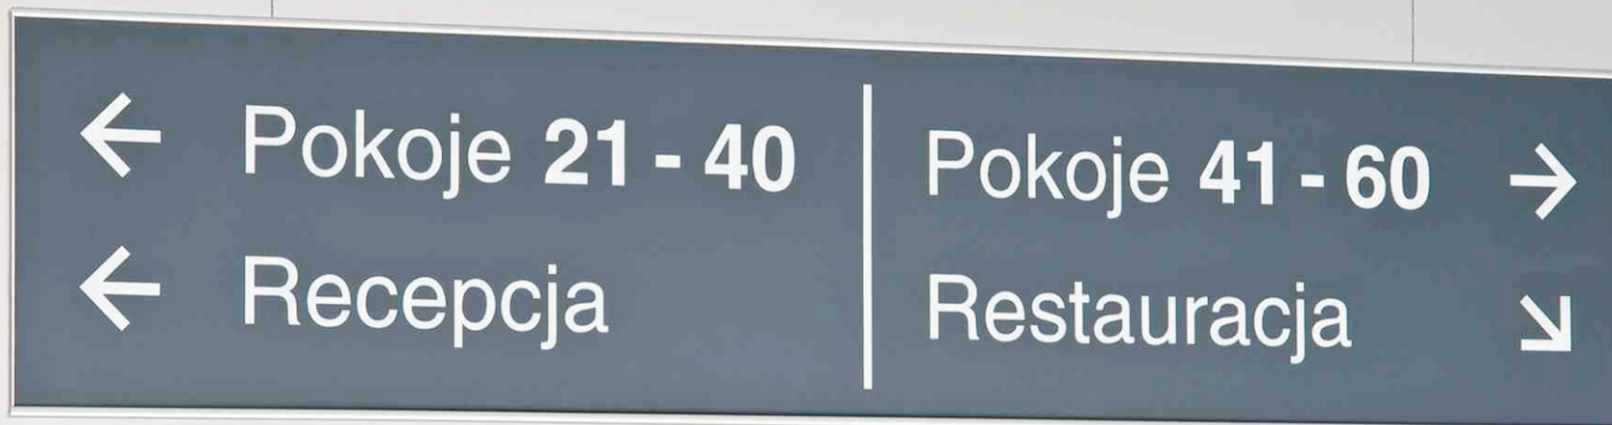 Pokoje 21 - 40
Recepcja
Pokoje 41 - 60
Restauracja